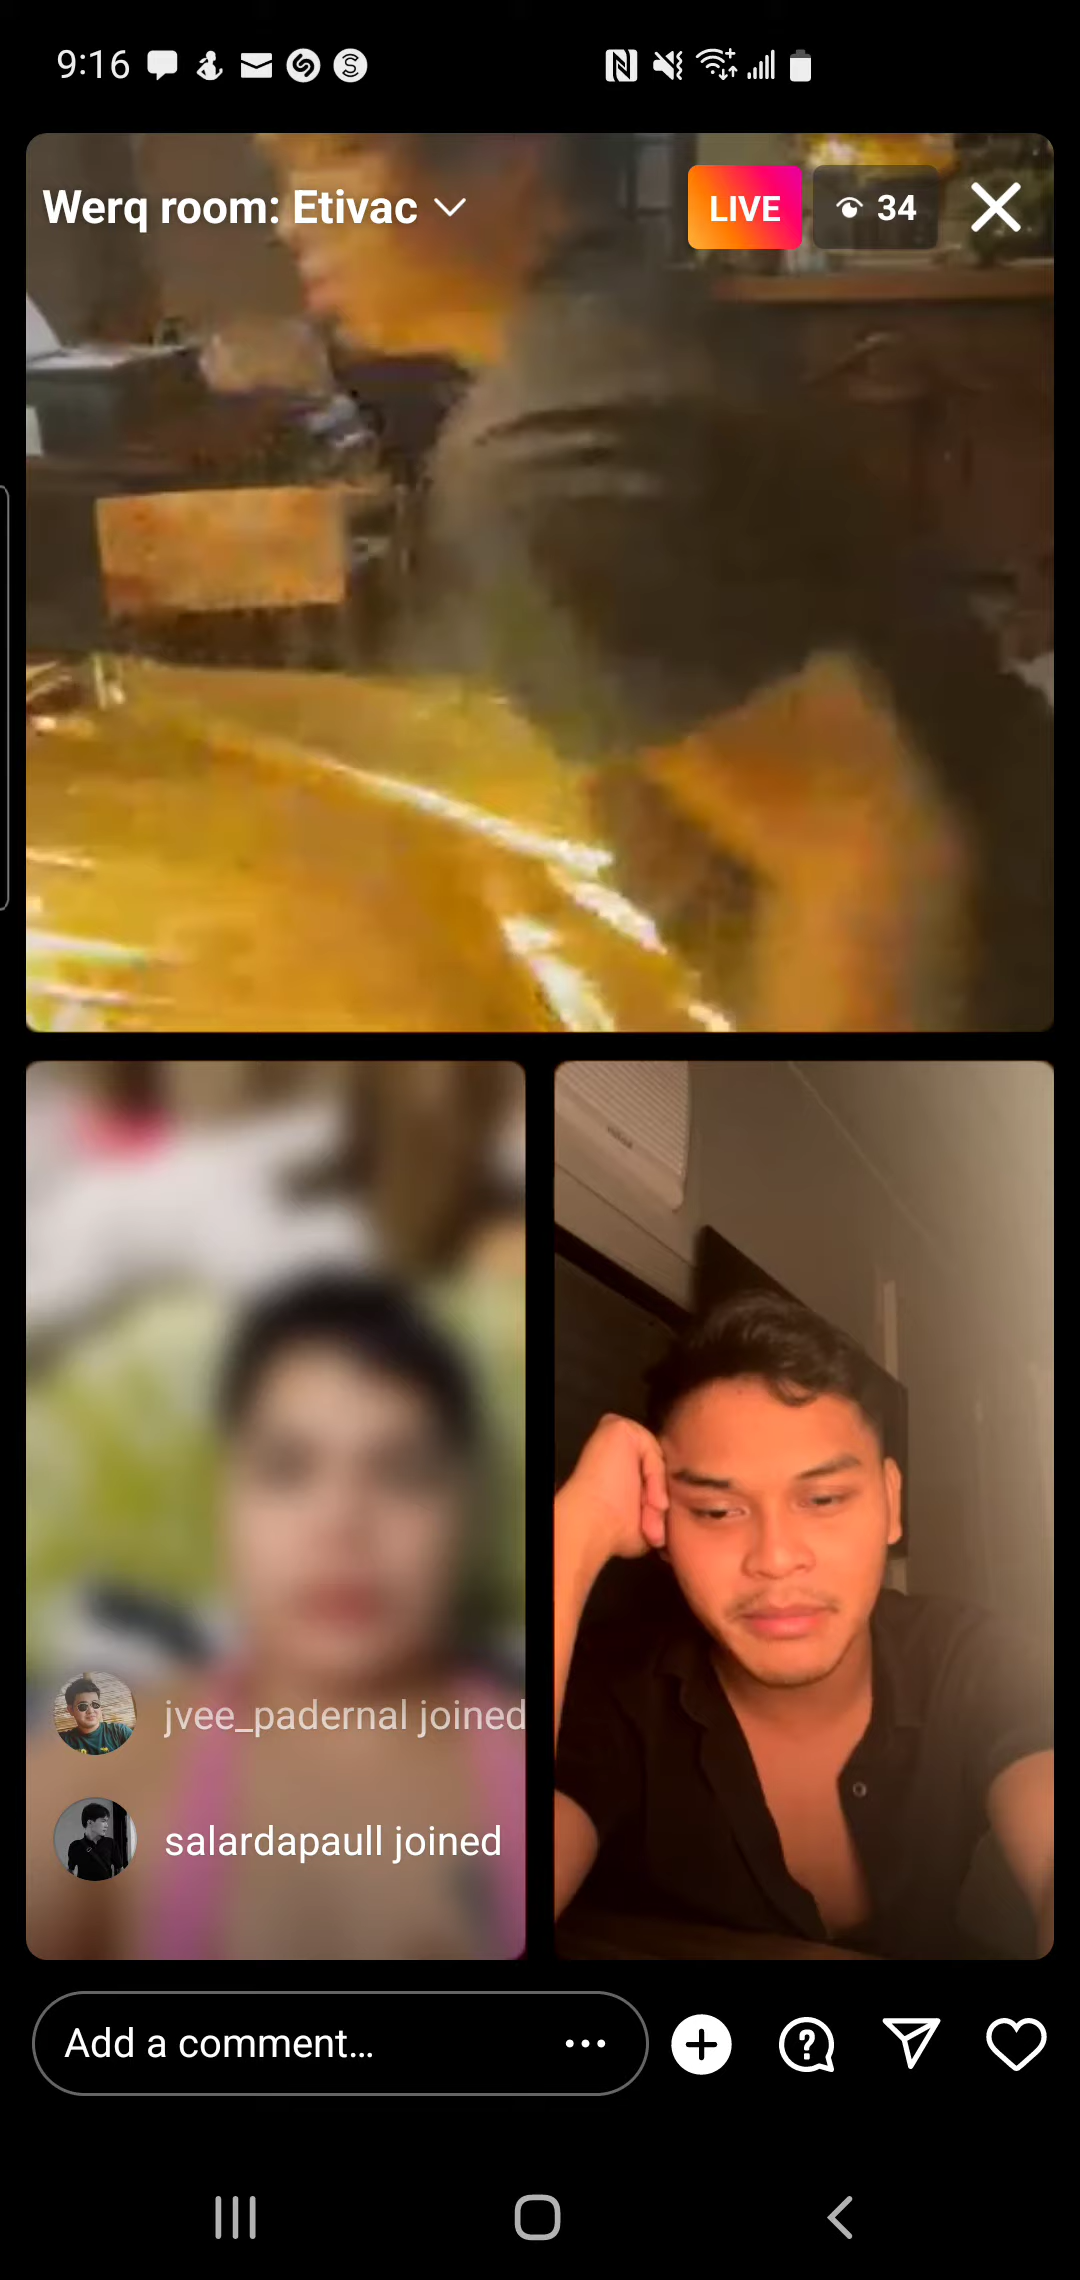 9:16
Werq room: Etivac
LIVE
34
jvee_padernal joined
salardapaull joined
Add a comment...